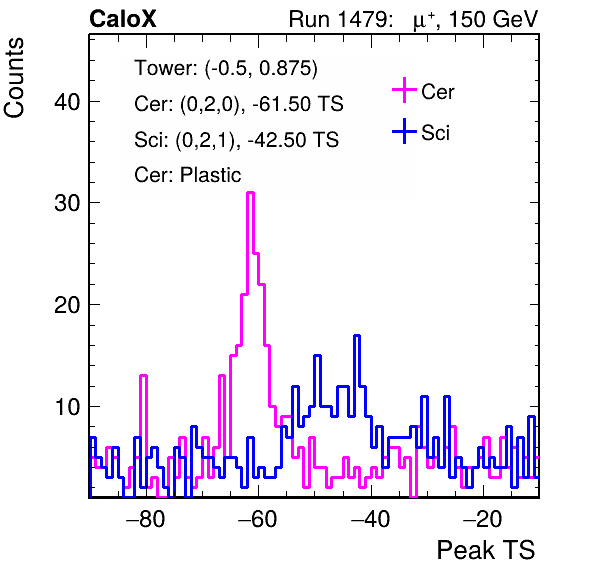 CaloX Run 1479: μ⁺, 150 GeV
Counts
Tower: (-0.5, 0.875)
Cer: (0,2,0), -61.50 TS
Sci: (0,2,1), -42.50 TS
Cer: Plastic
Cer
Sci
40
30
20
10
−80 −60 −40 −20
Peak TS